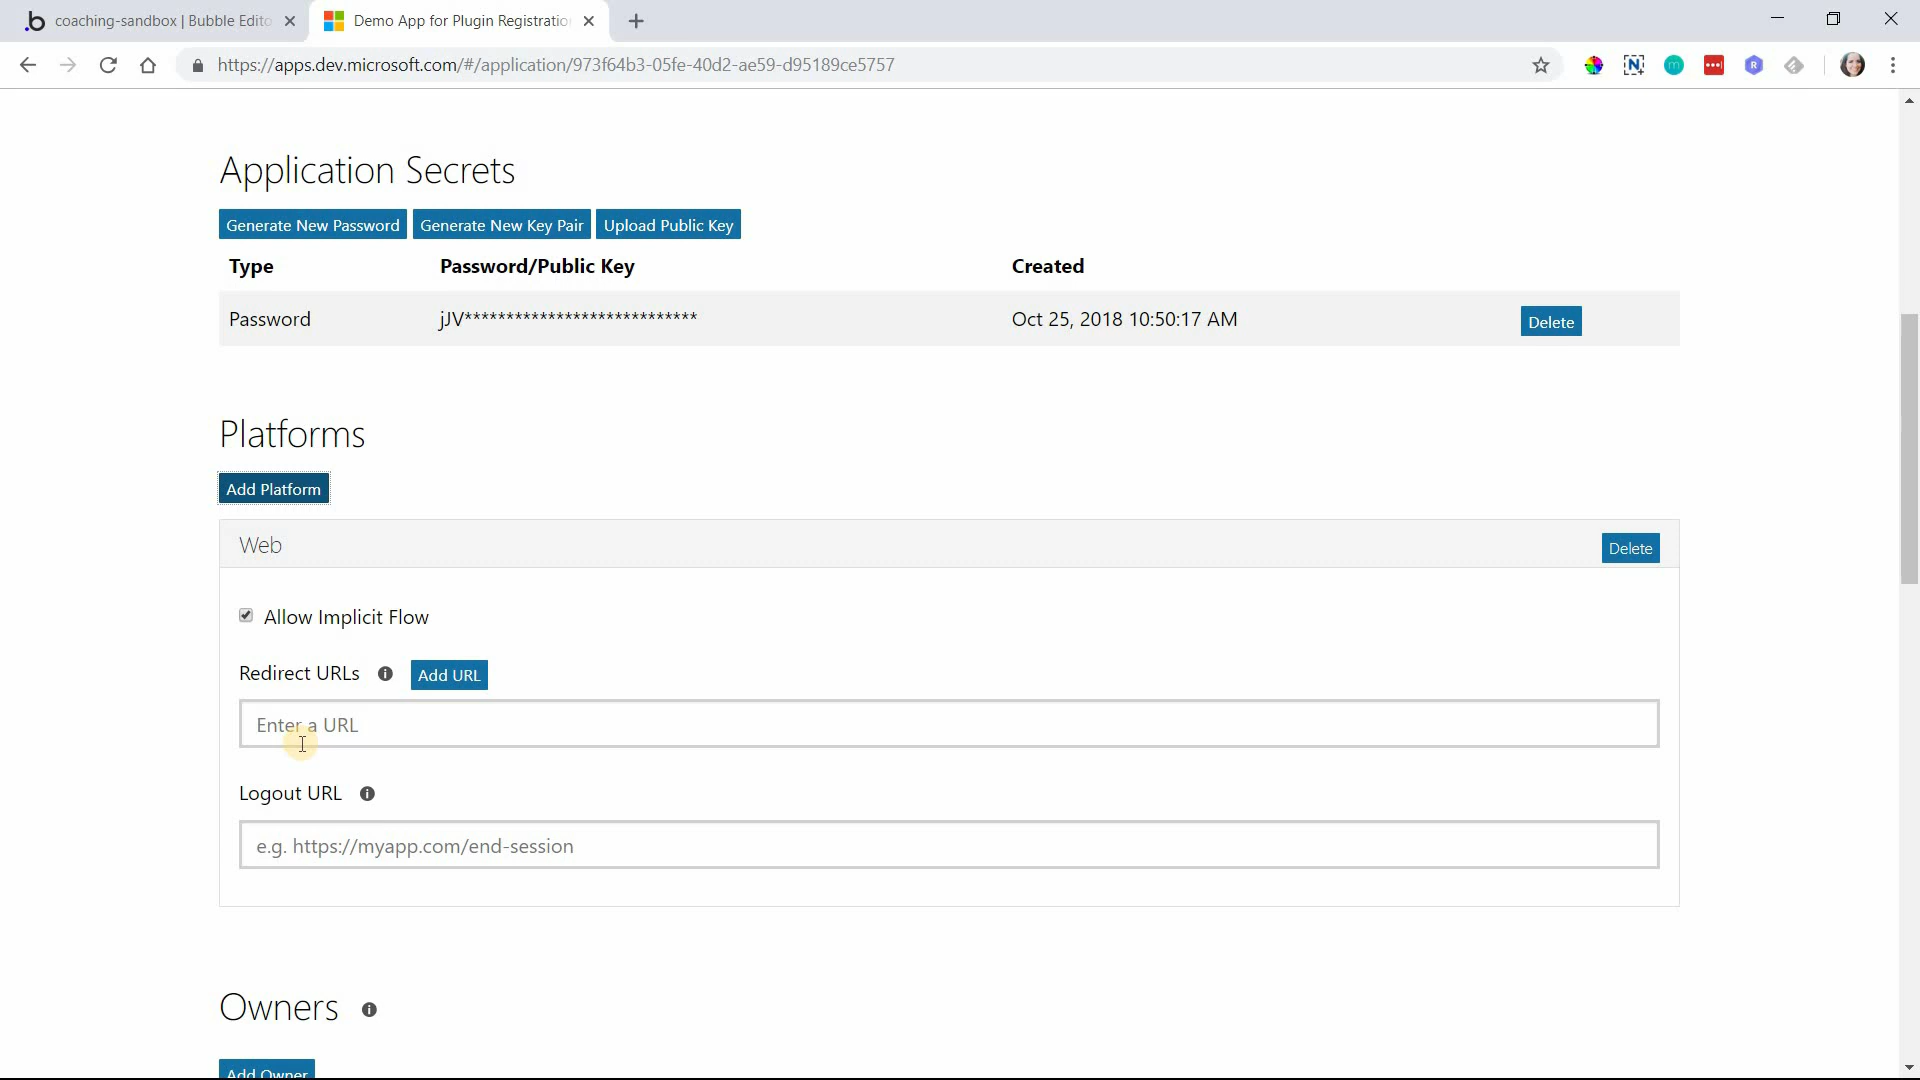 coaching-sandbox | Bubble Edito
Demo App for Plugin Registratio
https://apps.dev.microsoft.com/#/application/973f64b3-05fe-40d2-ae59-d95189ce5757
Application Secrets
Generate New Password Generate New Key Pair Upload Public Key
Type Password/Public Key Created
Password jJV**************************** Oct 25, 2018 10:50:17 AM Delete
Platforms
Add Platform
Web Delete
Allow Implicit Flow
Redirect URLs Add URL
Enter a URL
Logout URL
e.g. https://myapp.com/end-session
Owners
Add Owner